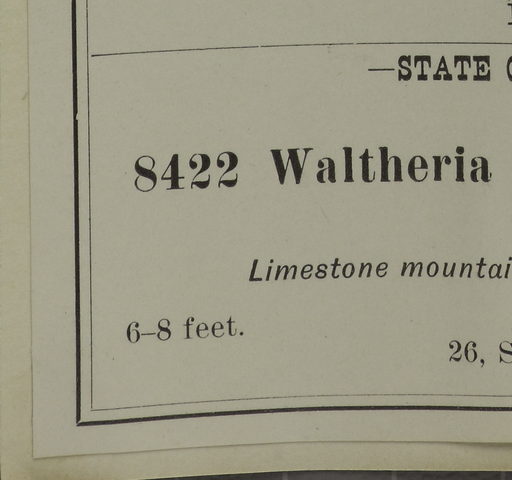 —STATE
8422 Waltheria
Limestone mountai
6–8 feet.
26, S